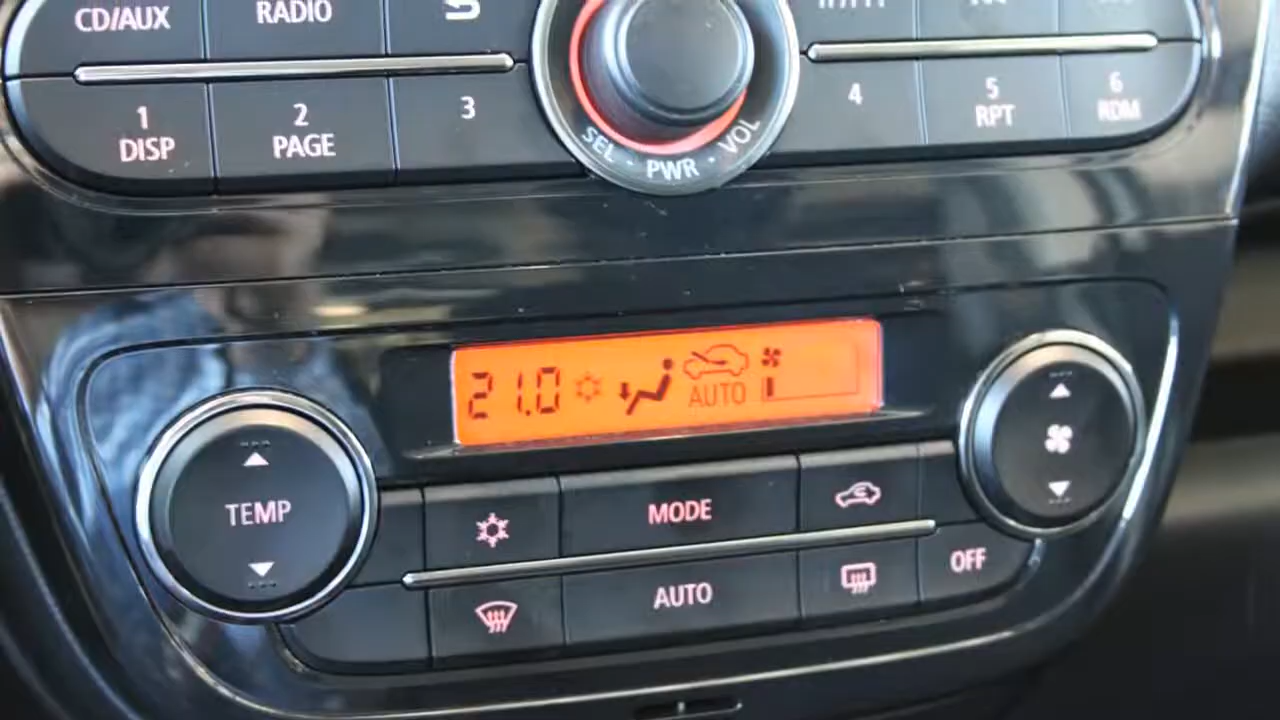 CD/AUX
RADIO
1
DISP
2
PAGE
3
SEL · PWR · VOL
4
5
RPT
6
RDM
21.0
AUTO
TEMP
MODE
AUTO
OFF